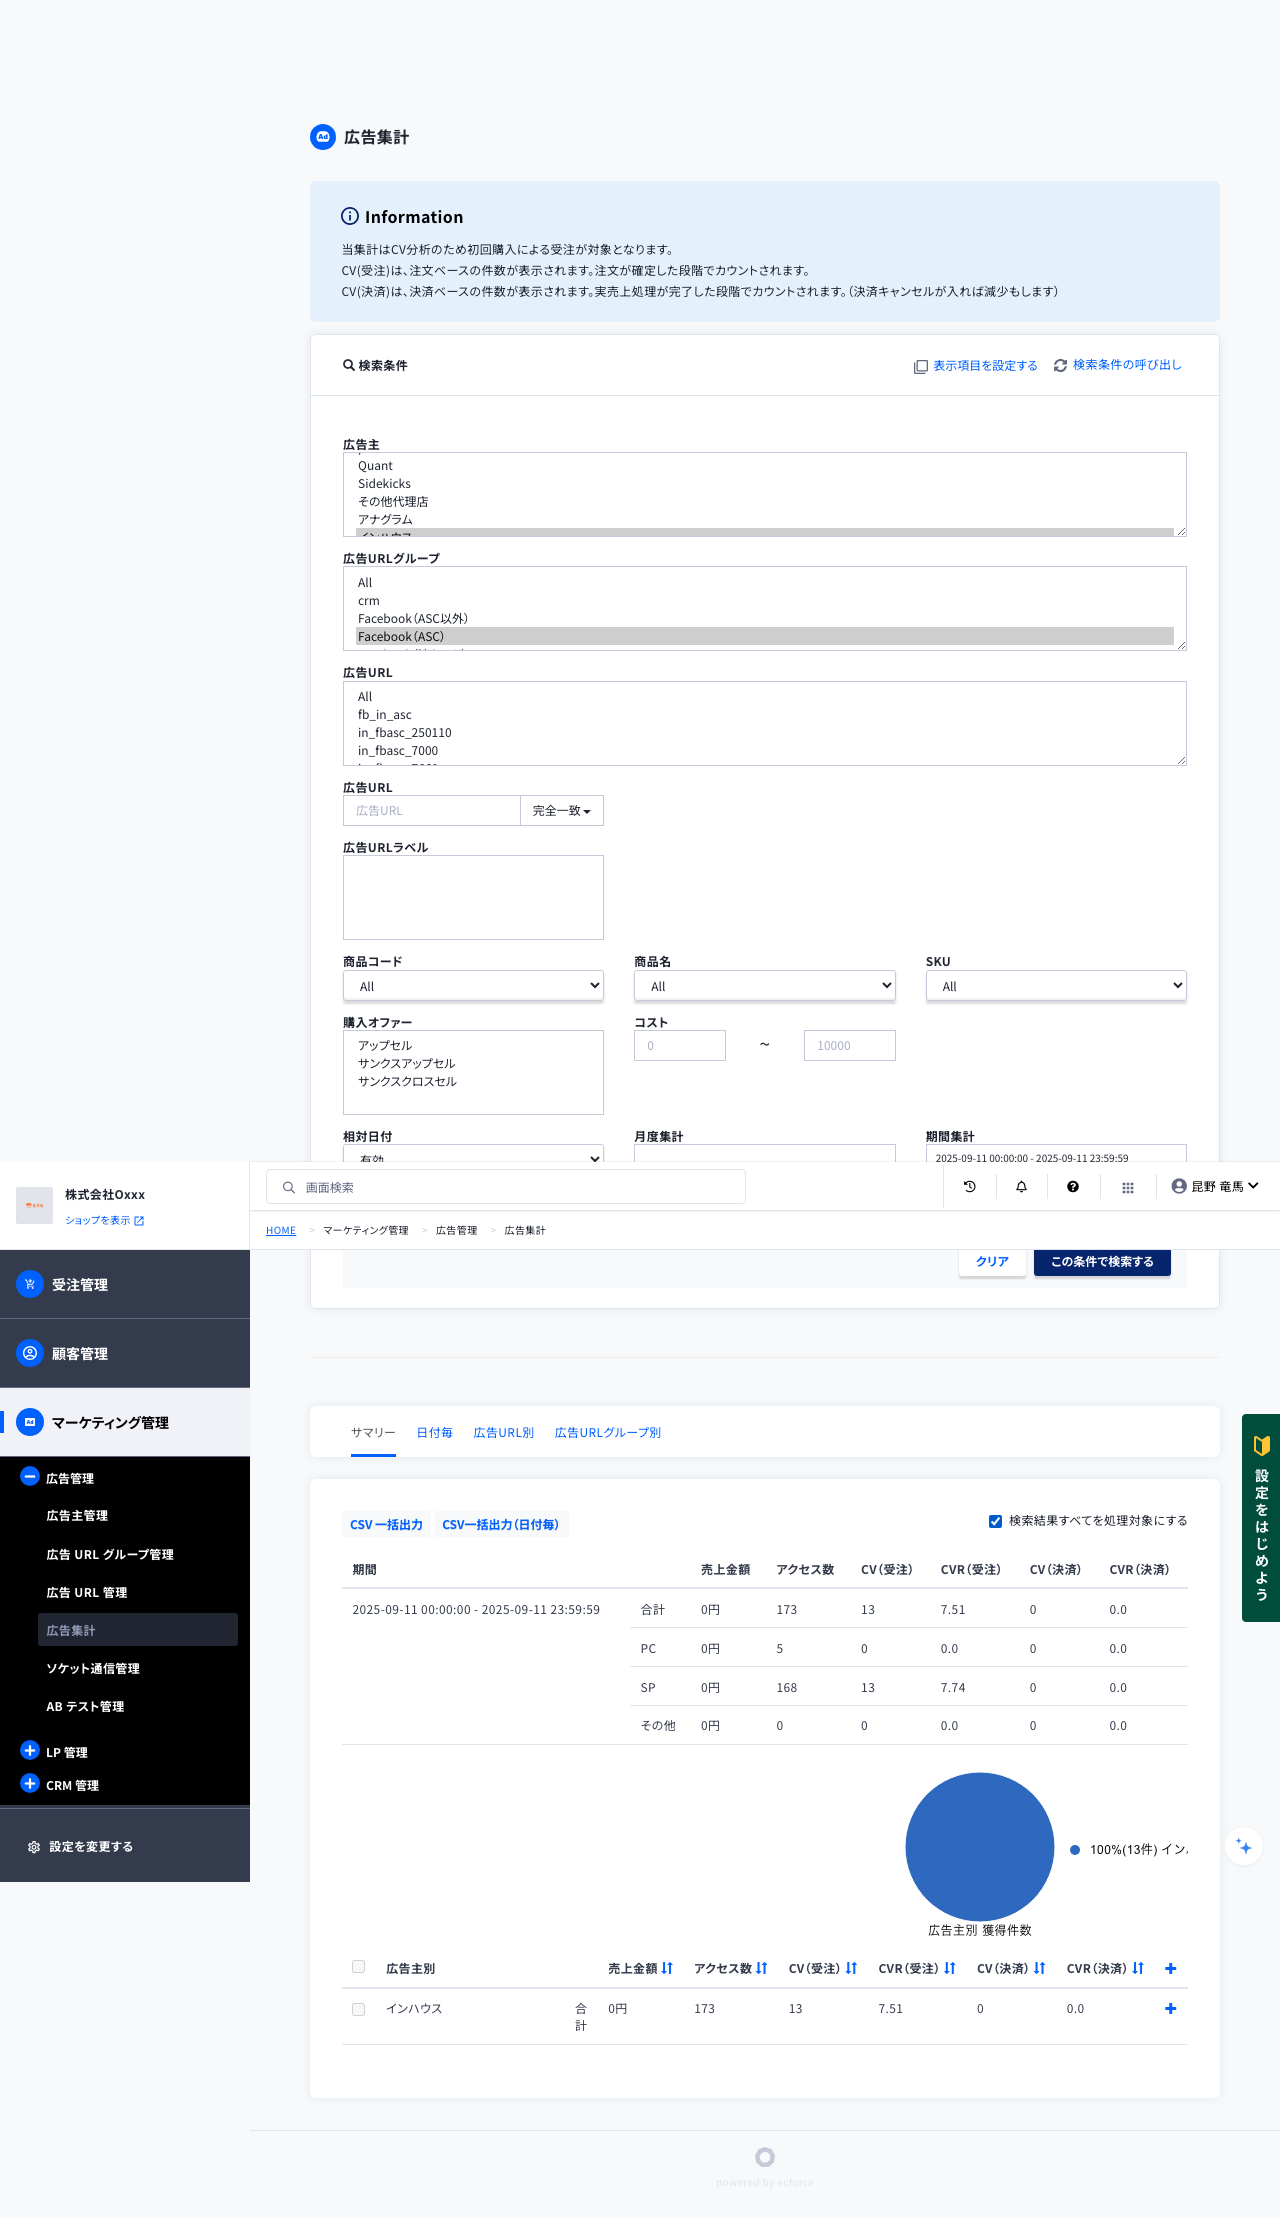 広告集計
Information
当集計はCV分析のため初回購入による受注が対象となります。
CV(受注)は、注文ベースの件数が表示されます。注文が確定した段階でカウントされます。
CV(決済)は、決済ベースの件数が表示されます。実売上処理が完了した段階でカウントされます。（決済キャンセルが入れば減少もします）
検索条件
表示項目を設定する 検索条件の呼び出し
広告主
Quant
Sidekicks
その他代理店
アナグラム
インハウス
広告URLグループ
All
crm
Facebook（ASC以外）
Facebook（ASC）
広告URL
All
fb_in_asc
in_fbasc_250110
in_fbasc_7000
広告URL
広告URL 完全一致
広告URLラベル
商品コード 商品名 SKU
All All All
購入オファー コスト
アップセル 0 ～ 10000
サンクスアップセル
サンクスクロスセル
相対日付 月度集計 期間集計
有効 2025-09-11 00:00:00 - 2025-09-11 23:59:59
株式会社Oxxx
ショップを表示
画面検索 昆野 竜馬
HOME > マーケティング管理 > 広告管理 > 広告集計
クリア この条件で検索する
受注管理
顧客管理
マーケティング管理
広告管理
広告主管理
広告 URL グループ管理
広告 URL 管理
広告集計
ソケット通信管理
AB テスト管理
LP 管理
CRM 管理
設定を変更する
サマリー 日付毎 広告URL別 広告URLグループ別
設定をはじめよう
CSV 一括出力 CSV一括出力（日付毎） 検索結果すべてを処理対象にする
期間 売上金額 アクセス数 CV（受注） CVR（受注） CV（決済） CVR（決済）
2025-09-11 00:00:00 - 2025-09-11 23:59:59 合計 0円 173 13 7.51 0 0.0
PC 0円 5 0 0.0 0 0.0
SP 0円 168 13 7.74 0 0.0
その他 0円 0 0 0.0 0 0.0
100%(13件) イン
広告主別 獲得件数
広告主別 売上金額 アクセス数 CV（受注） CVR（受注） CV（決済） CVR（決済）
インハウス 合計 0円 173 13 7.51 0 0.0
powered by ecforce